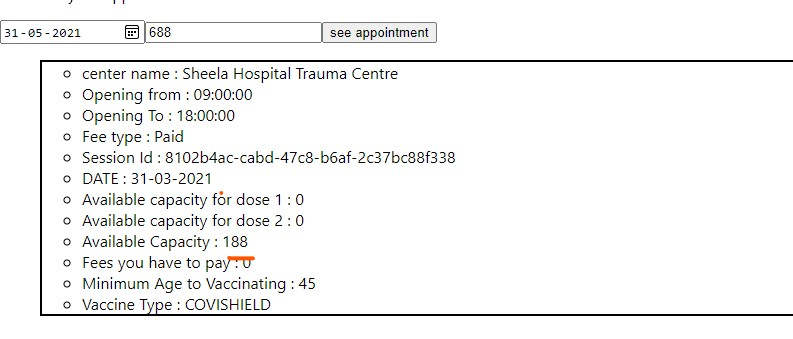 31-05-2021 688 see appointment
center name : Sheela Hospital Trauma Centre
Opening from : 09:00:00
Opening To : 18:00:00
Fee type : Paid
Session Id : 8102b4ac-cabd-47c8-b6af-2c37bc88f338
DATE : 31-03-2021
Available capacity for dose 1 : 0
Available capacity for dose 2 : 0
Available Capacity : 188
Fees you have to pay : 0
Minimum Age to Vaccinating : 45
Vaccine Type : COVISHIELD